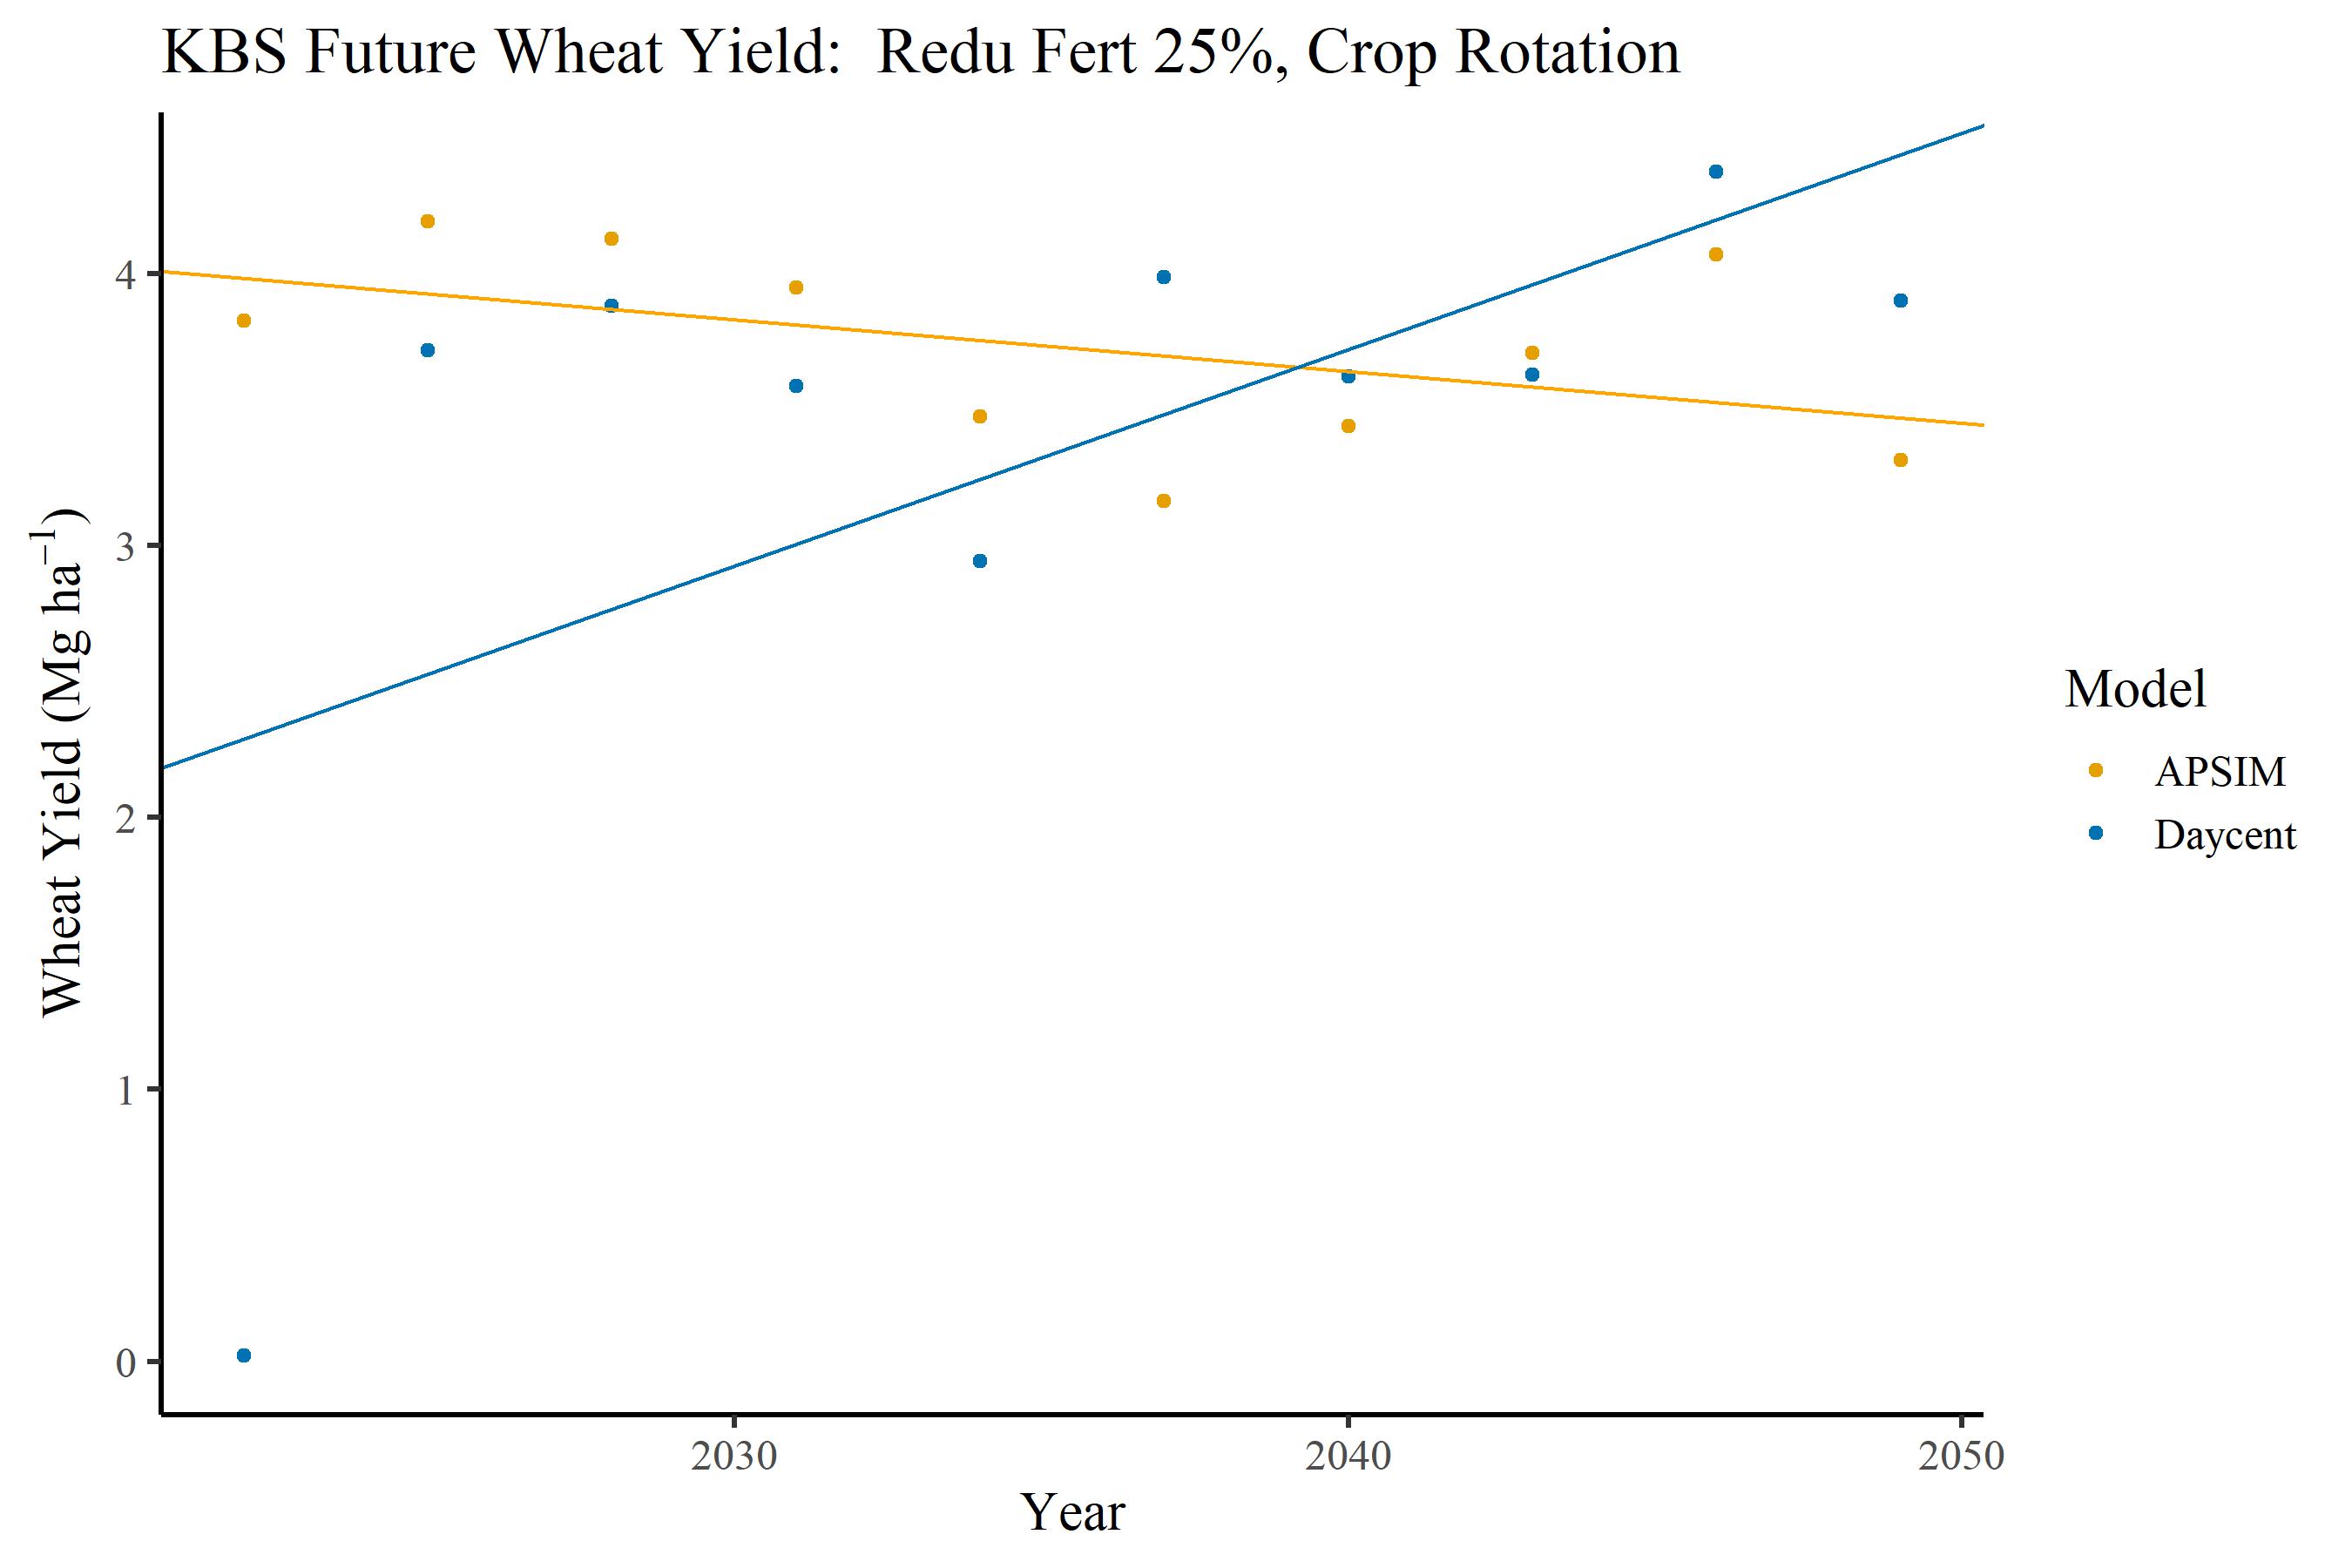 KBS Future Wheat Yield:  Redu Fert 25%, Crop Rotation
Wheat Yield (Mg ha⁻¹)
4
3
2
1
0
2030
2040
2050
Year
Model
APSIM
Daycent